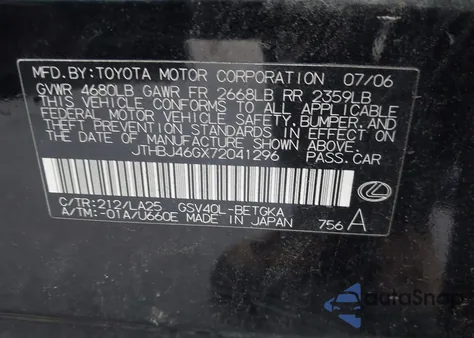 MFD.BY:TOYOTA MOTOR CORPORATION 07/06
GVWR 4680LB GAWR FR 2668LB RR 2359LB
THIS VEHICLE CONFORMS TO ALL APPLICABLE
FEDERAL MOTOR VEHICLE SAFETY,BUMPER,AND
THEFT PREVENTION STANDARDS IN EFFECT ON
THE DATE OF MANUFACTURE SHOWN ABOVE.
JTHBJ46GX72041296 PASS.CAR
C/TR:212/LA25 GSV40L-BETGKA
A/TM:-01A/U660E MADE IN JAPAN
756 A
autoSnap